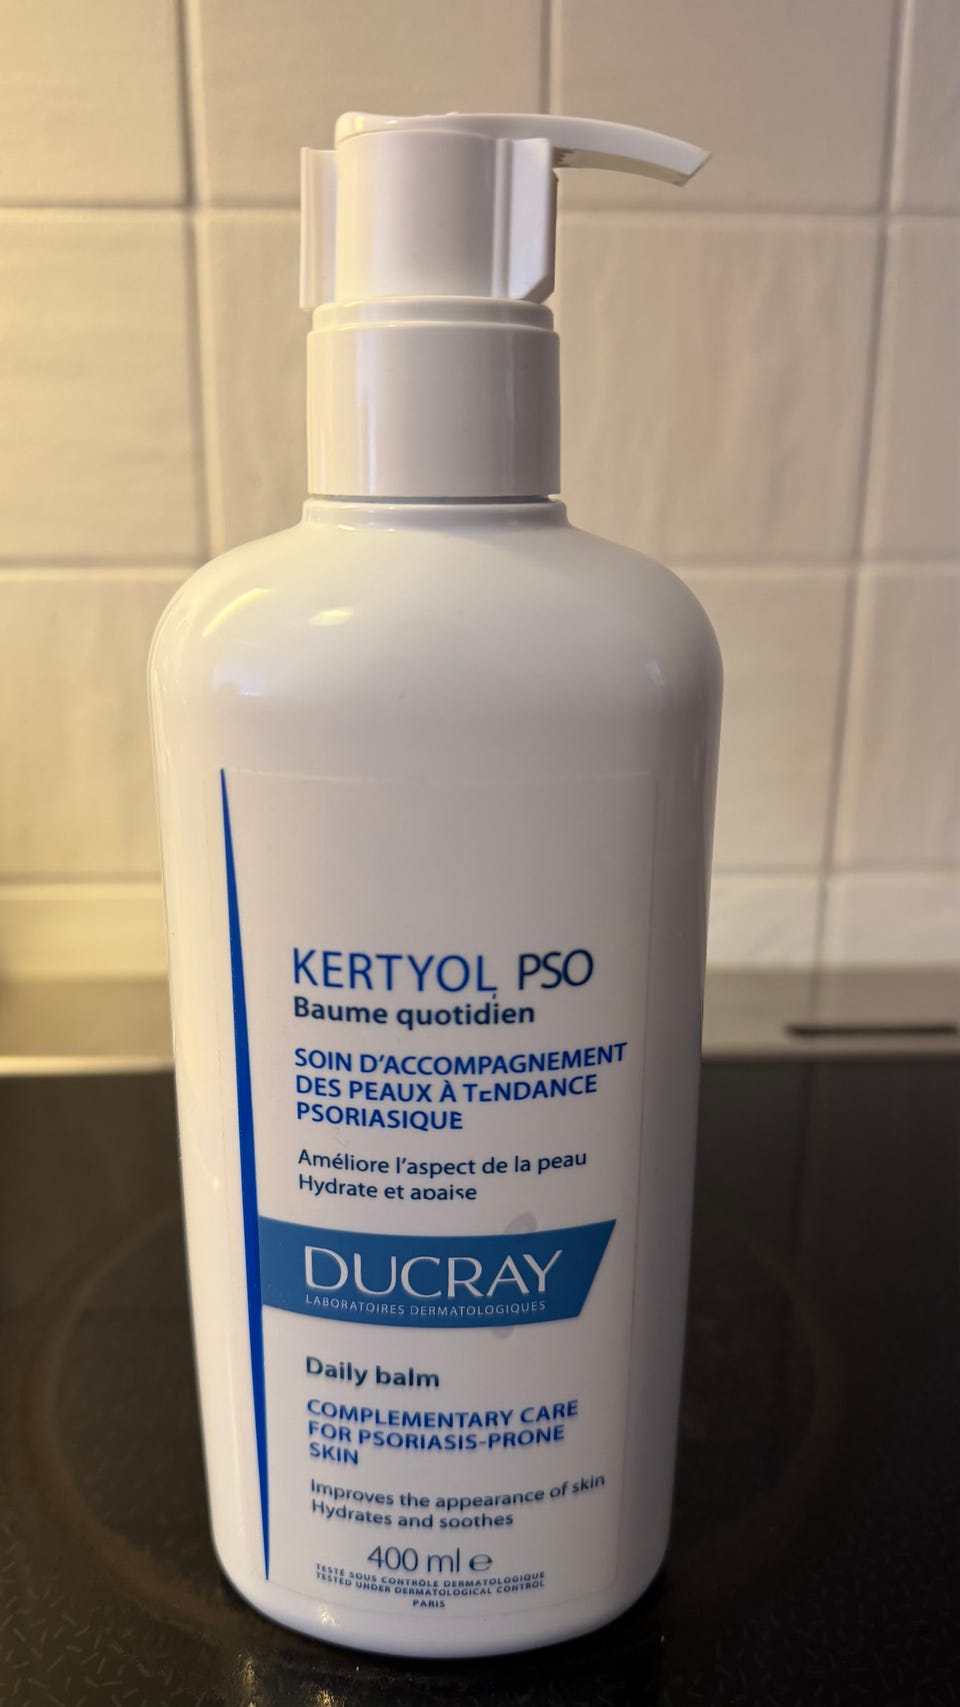 KERTYOL PSO
Baume quotidien
SOIN D'ACCOMPAGNEMENT
DES PEAUX À TENDANCE
PSORIASIQUE
Améliore l'aspect de la peau
Hydrate et apaise
DUCRAY
LABORATOIRES DERMATOLOGIQUES
Daily balm
COMPLEMENTARY CARE
FOR PSORIASIS-PRONE
SKIN
Improves the appearance of skin
Hydrates and soothes
400 ml ℮
TESTÉ SOUS CONTRÔLE DERMATOLOGIQUE
TESTED UNDER DERMATOLOGICAL CONTROL
PARIS